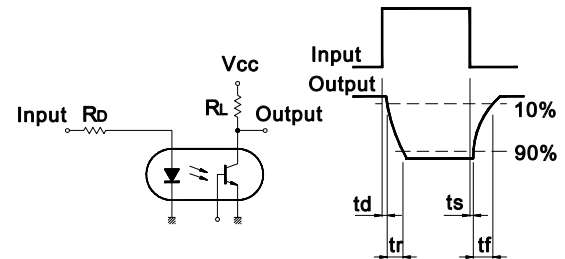 Vcc
RL
Input RD Output
Input
Output
10%
90%
td ts
tr tf